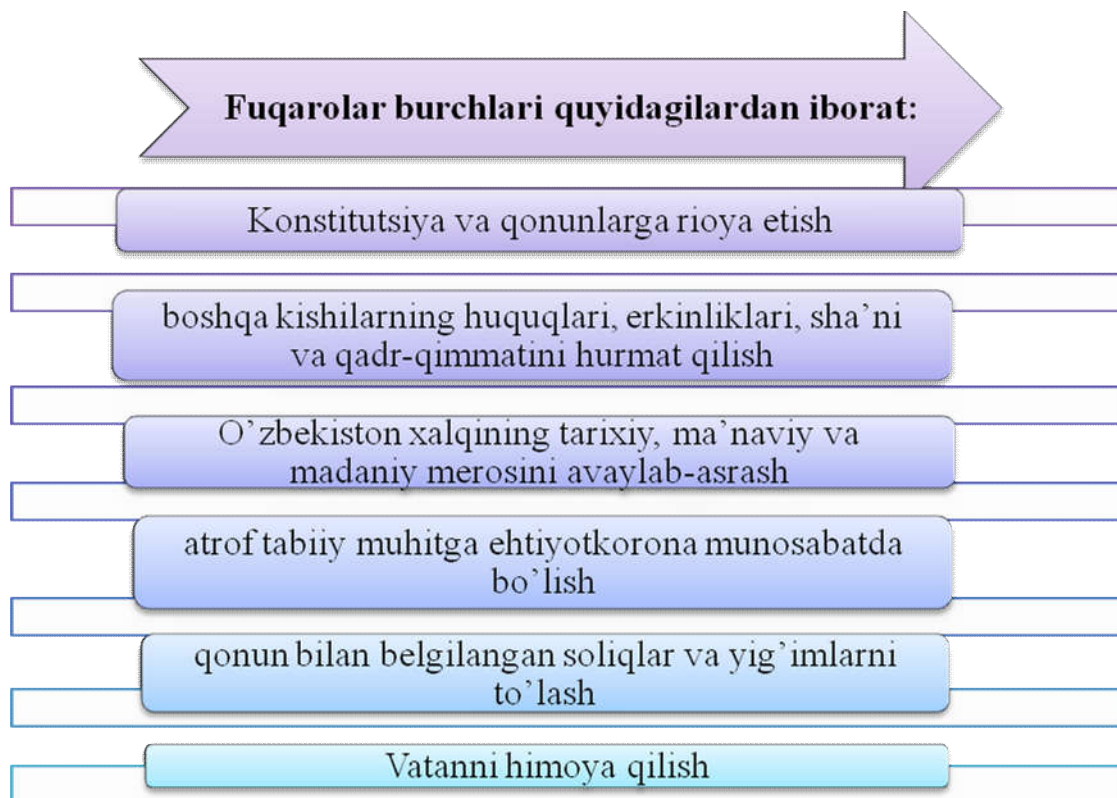 Fuqarolar burchlari quyidagilardan iborat:
Konstitutsiya va qonunlarga rioya etish
boshqa kishilarning huquqlari, erkinliklari, sha’ni
va qadr-qimmatini hurmat qilish
O’zbekiston xalqining tarixiy, ma’naviy va
madaniy merosini avaylab-asrash
atrof tabiiy muhitga ehtiyotkorona munosabatda
bo’lish
qonun bilan belgilangan soliqlar va yig’imlarni
to’lash
Vatanni himoya qilish